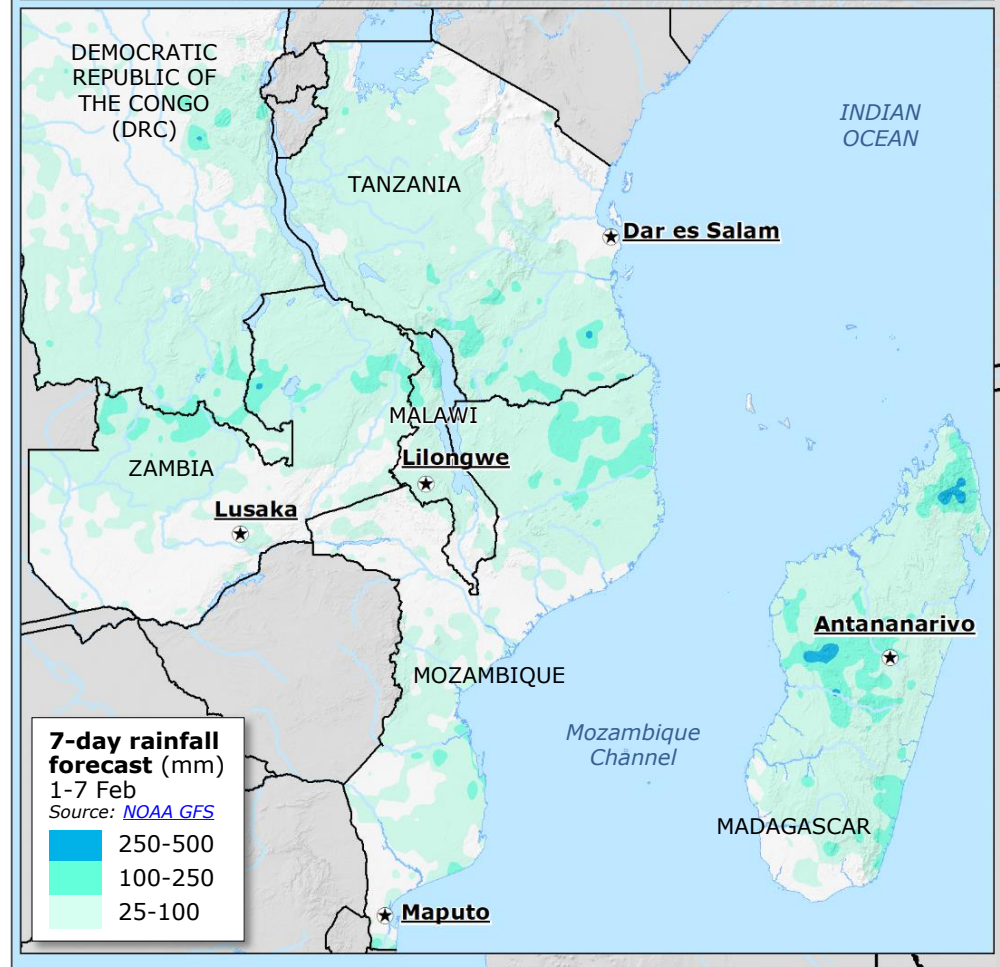 DEMOCRATIC
REPUBLIC OF
THE CONGO
(DRC)
INDIAN
OCEAN
TANZANIA
Dar es Salam
MALAWI
ZAMBIA
Lilongwe
Lusaka
Antananarivo
MOZAMBIQUE
Mozambique
Channel
MADAGASCAR
Maputo
7-day rainfall
forecast (mm)
1-7 Feb
Source: NOAA GFS
250-500
100-250
25-100